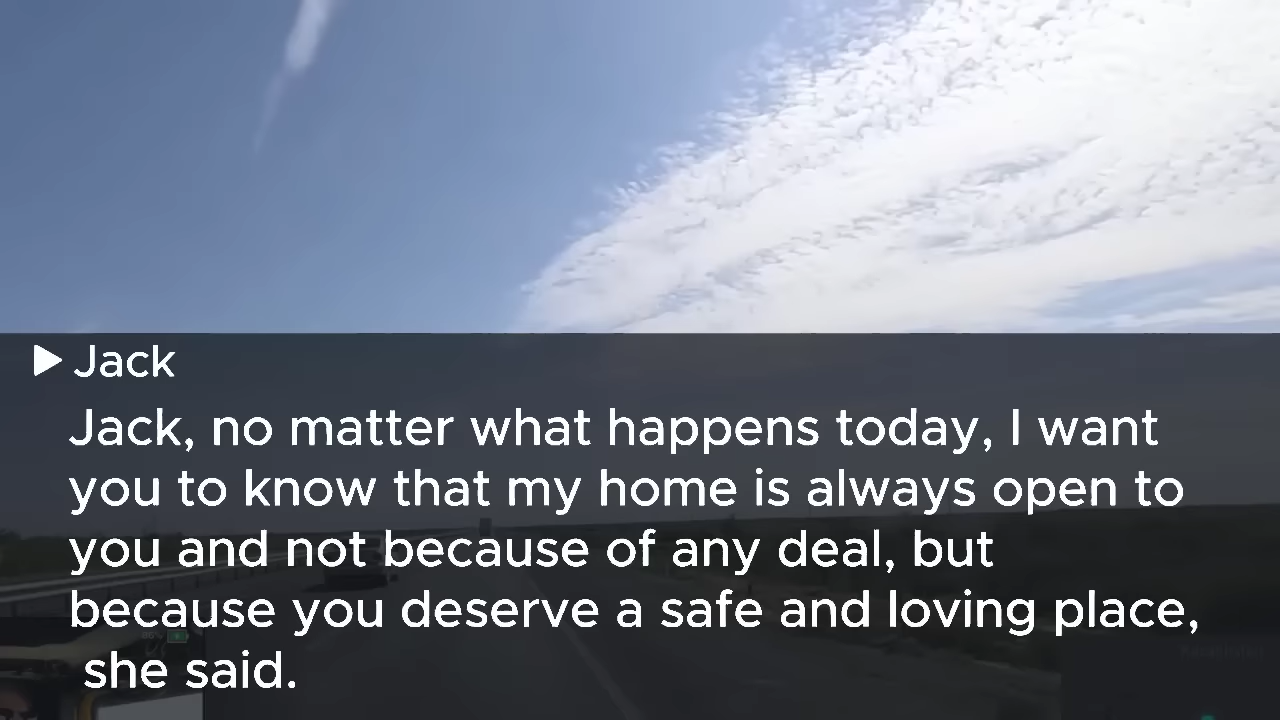 Jack
Jack, no matter what happens today, I want
you to know that my home is always open to
you and not because of any deal, but
because you deserve a safe and loving place,
she said.